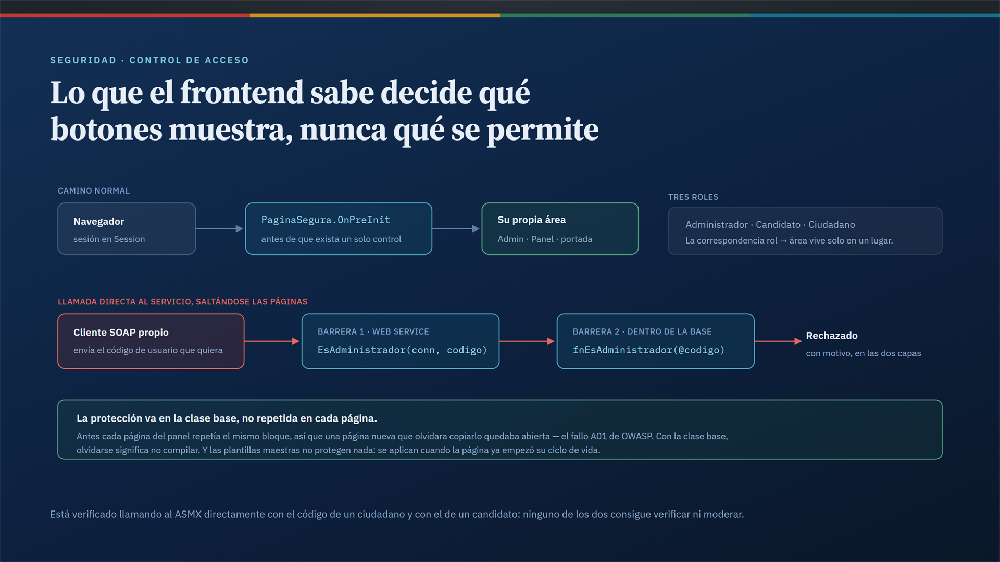 SEGURIDAD · CONTROL DE ACCESO
Lo que el frontend sabe decide qué
botones muestra, nunca qué se permite
CAMINO NORMAL
Navegador
sesión en Session
PaginaSegura.OnPreInit
antes de que exista un solo control
Su propia área
Admin · Panel · portada
TRES ROLES
Administrador · Candidato · Ciudadano
La correspondencia rol → área vive solo en un lugar.
LLAMADA DIRECTA AL SERVICIO, SALTÁNDOSE LAS PÁGINAS
Cliente SOAP propio
envía el código de usuario que quiera
BARRERA 1 · WEB SERVICE
EsAdministrador(conn, codigo)
BARRERA 2 · DENTRO DE LA BASE
fnEsAdministrador(@codigo)
Rechazado
con motivo, en las dos capas
La protección va en la clase base, no repetida en cada página.
Antes cada página del panel repetía el mismo bloque, así que una página nueva que olvidara copiarlo quedaba abierta — el fallo A01 de OWASP. Con la clase base,
olvidarse significa no compilar. Y las plantillas maestras no protegen nada: se aplican cuando la página ya empezó su ciclo de vida.
Está verificado llamando al ASMX directamente con el código de un ciudadano y con el de un candidato: ninguno de los dos consigue verificar ni moderar.